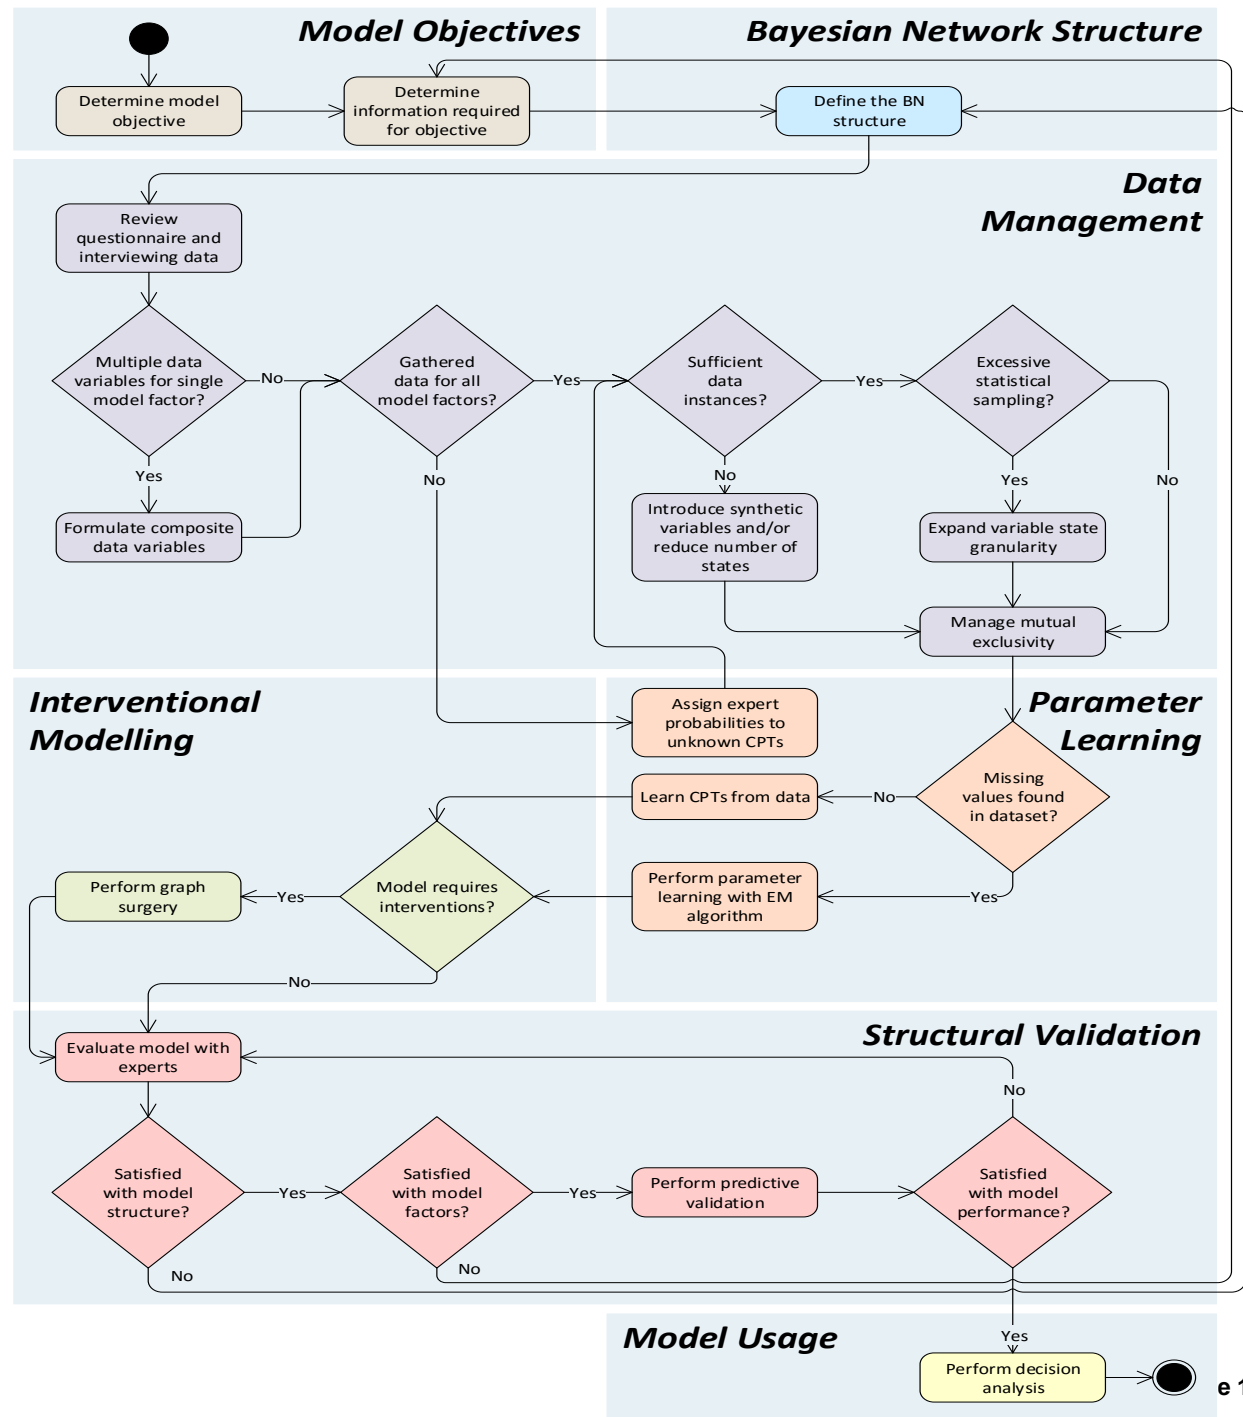 Model Objectives
Bayesian Network Structure
Determine model
objective
Determine
information required
for objective
Define the BN
structure
Data
Management
Review
questionnaire and
interviewing data
Multiple data
variables for single
model factor?
No
Gathered
data for all
model factors?
Yes
Sufficient
data
instances?
Yes
Excessive
statistical
sampling?
Yes
No
No
Yes
No
Formulate composite
data variables
Introduce synthetic
variables and/or
reduce number of
states
Expand variable state
granularity
Manage mutual
exclusivity
Interventional
Modelling
Parameter
Learning
Assign expert
probabilities to
unknown CPTs
Missing
values found
in dataset?
No
Learn CPTs from data
Perform graph
surgery
Yes
Model requires
interventions?
Perform parameter
learning with EM
algorithm
Yes
No
Structural Validation
Evaluate model with
experts
No
Satisfied
with model
structure?
Yes
Satisfied
with model
factors?
Yes
Perform predictive
validation
Satisfied
with model
performance?
No
No
Model Usage
Yes
Perform decision
analysis
e 1